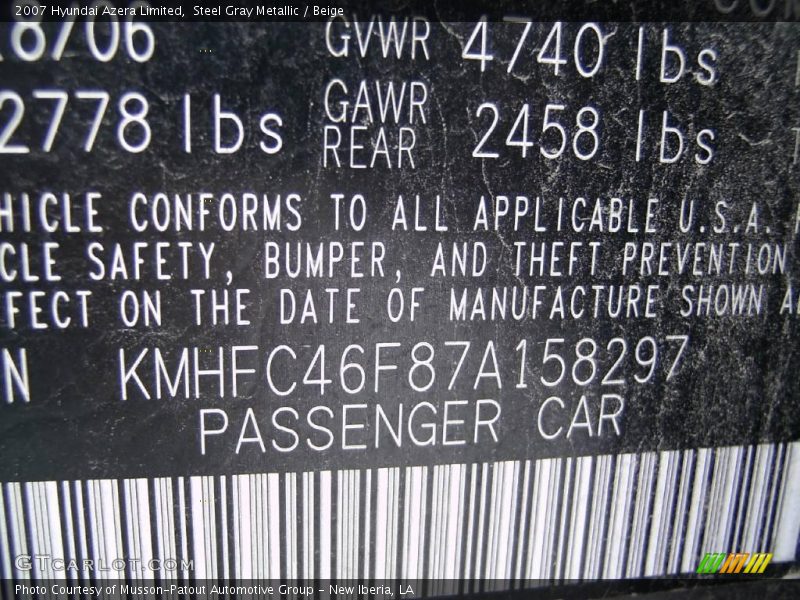 2007 Hyundai Azera Limited, Steel Gray Metallic / Beige
GVWR 4740 lbs
2778 lbs GAWR REAR 2458 lbs
HICLE CONFORMS TO ALL APPLICABLE U.S.A.
CLE SAFETY, BUMPER, AND THEFT PREVENTION
FECT ON THE DATE OF MANUFACTURE SHOWN A
N KMHFC46F87A158297
PASSENGER CAR
GTCARLOT.COM
Photo Courtesy of Musson-Patout Automotive Group - New Iberia, LA